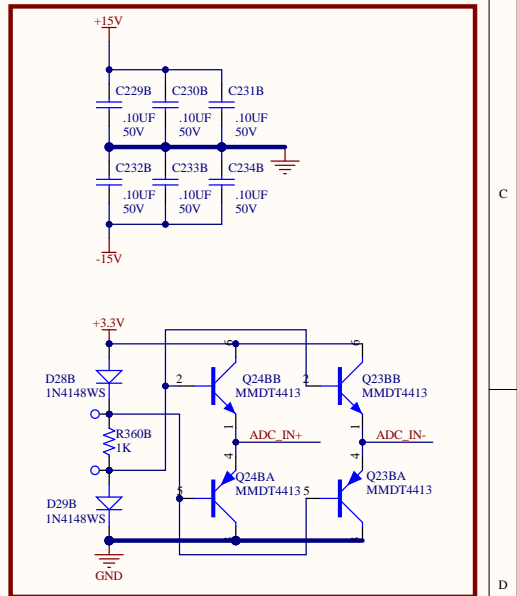 +15V
C229B C230B C231B
.10UF .10UF .10UF
50V 50V 50V
C232B C233B C234B
.10UF .10UF .10UF
50V 50V 50V
-15V
C
+3.3V
6 6
D28B
1N4148WS
2 Q24BB 2 Q23BB
MMDT4413 MMDT4413
1 1
R360B
1K
ADC_IN+ ADC_IN-
4 4
5 Q24BA 5 Q23BA
MMDT4413 MMDT4413
D29B
1N4148WS
GND
D